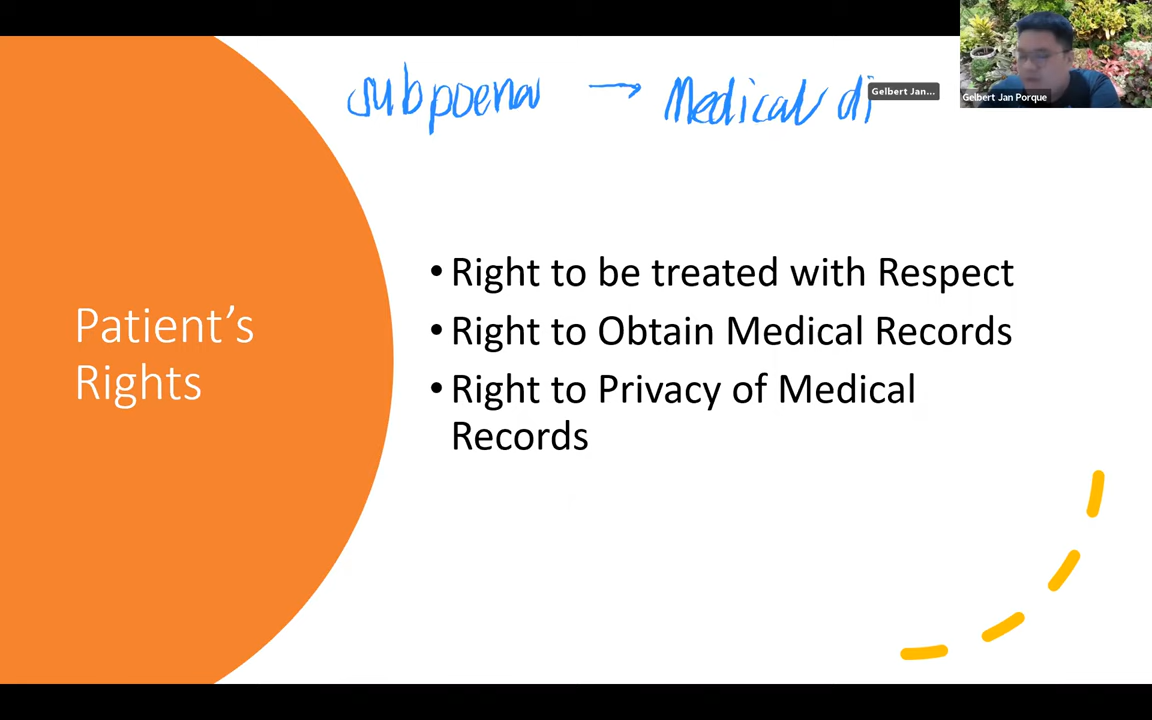 subpoena → Medical di
Gelbert Jan...
Gelbert Jan Porque
Patient’s
Rights
• Right to be treated with Respect
• Right to Obtain Medical Records
• Right to Privacy of Medical
Records